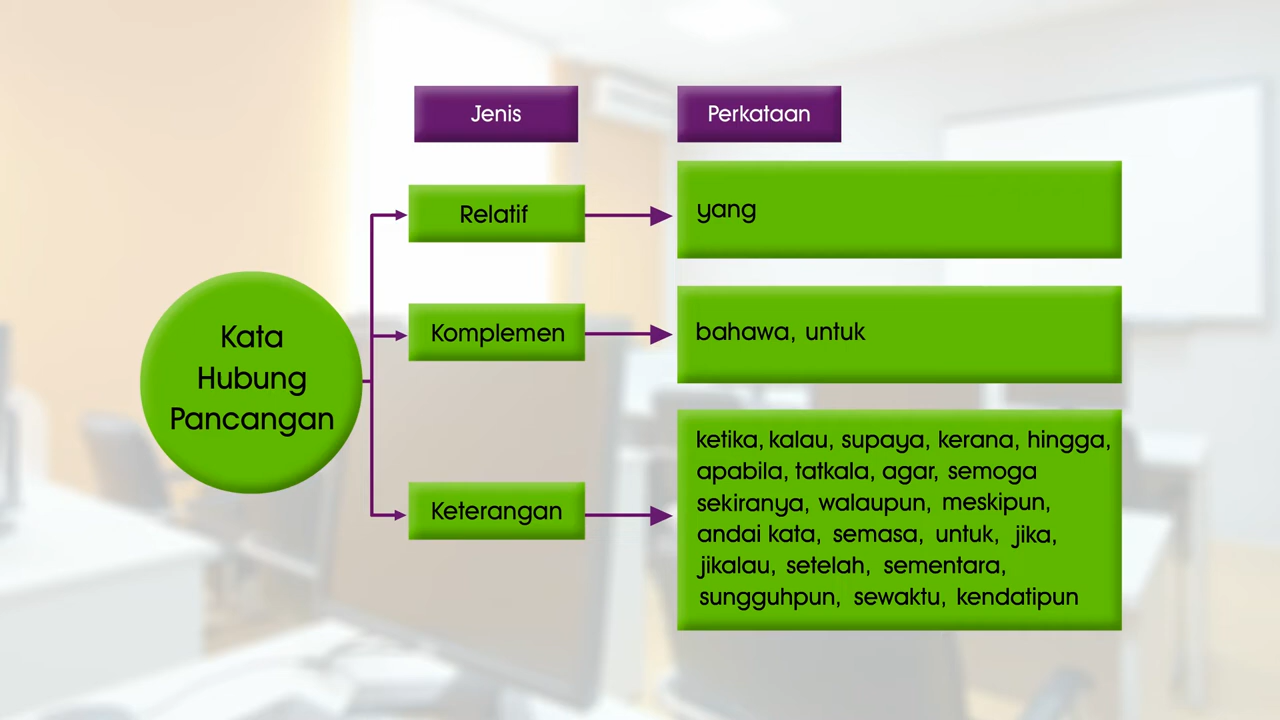 Jenis
Perkataan
Kata
Hubung
Pancangan
Relatif
yang
Komplemen
bahawa, untuk
Keterangan
ketika, kalau, supaya, kerana, hingga,
apabila, tatkala, agar, semoga
sekiranya, walaupun, meskipun,
andai kata, semasa, untuk, jika,
jikalau, setelah, sementara,
sungguhpun, sewaktu, kendatipun